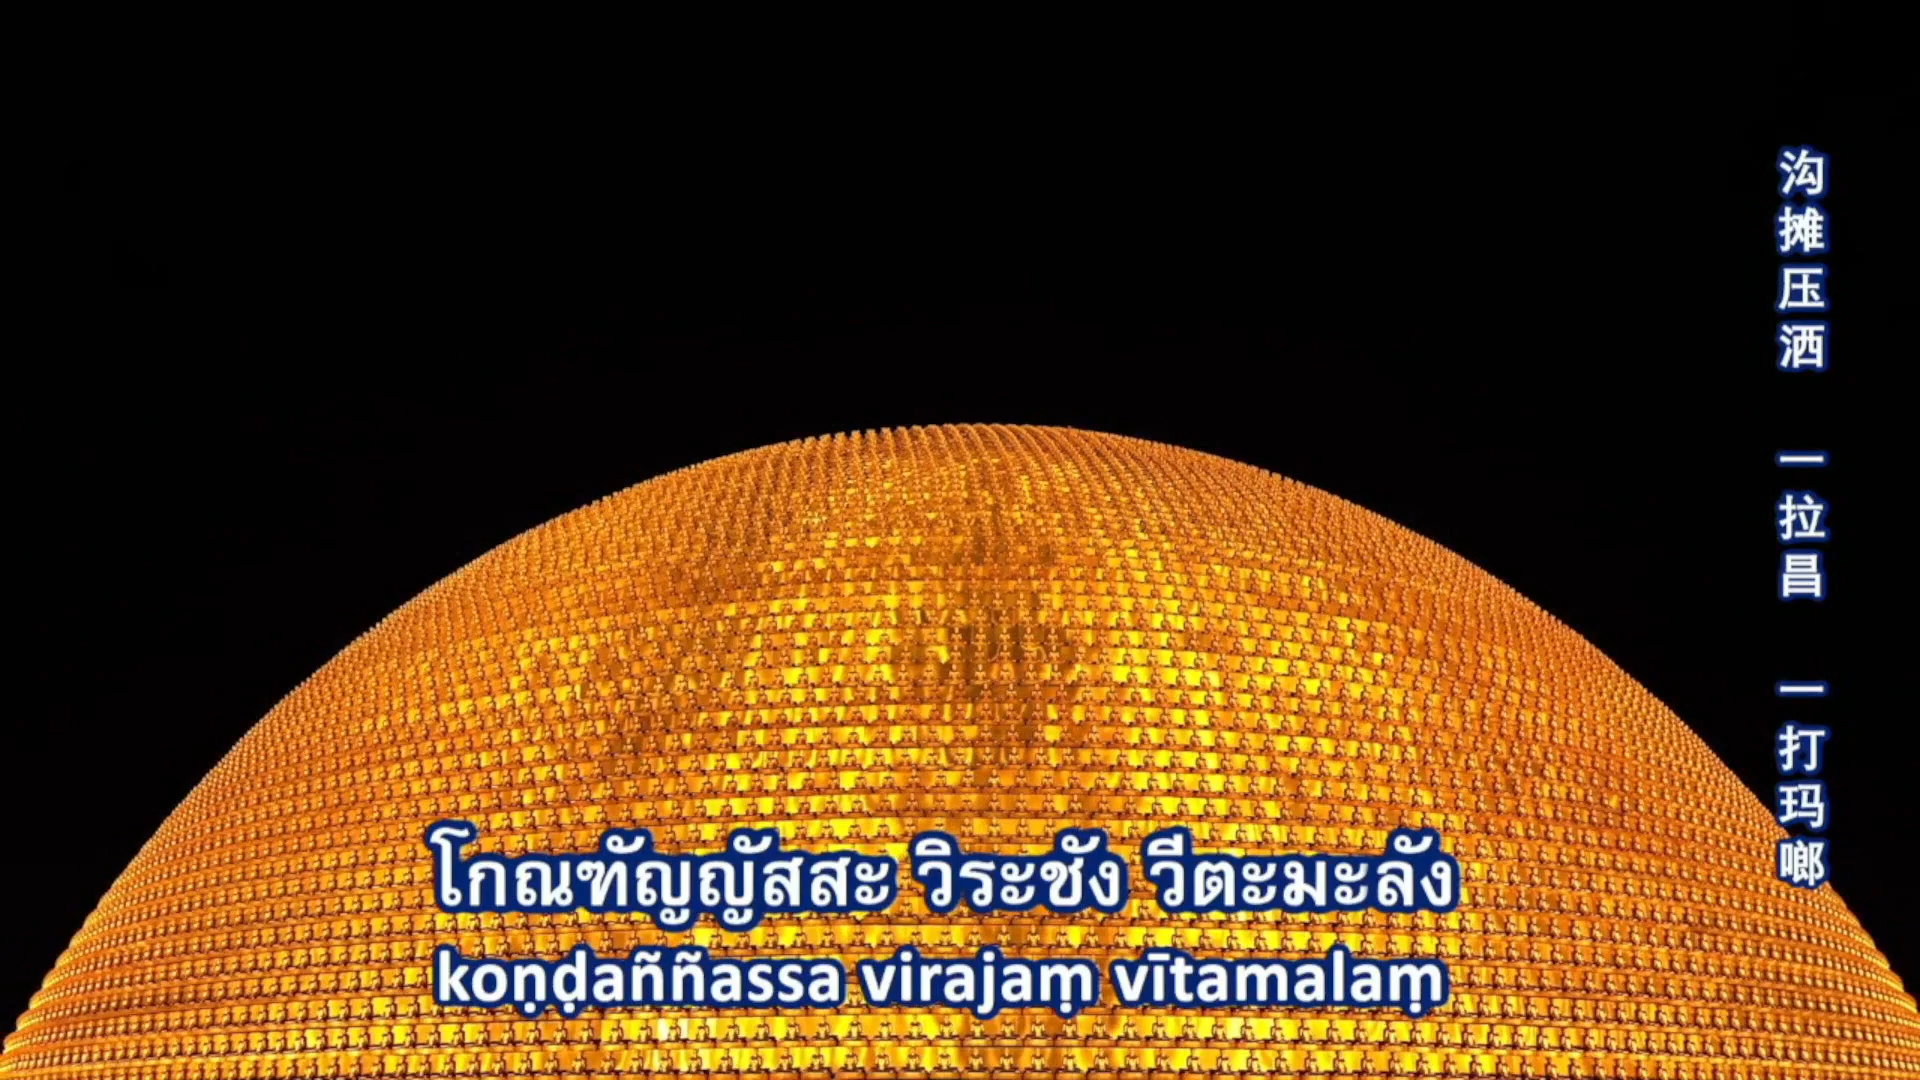 沟摊压洒 一拉昌 一打玛啷
โกณฑัญญัสสะ วิระชัง วีตะมะลัง
koṇḍaññassa virajaṃ vītamalaṃ